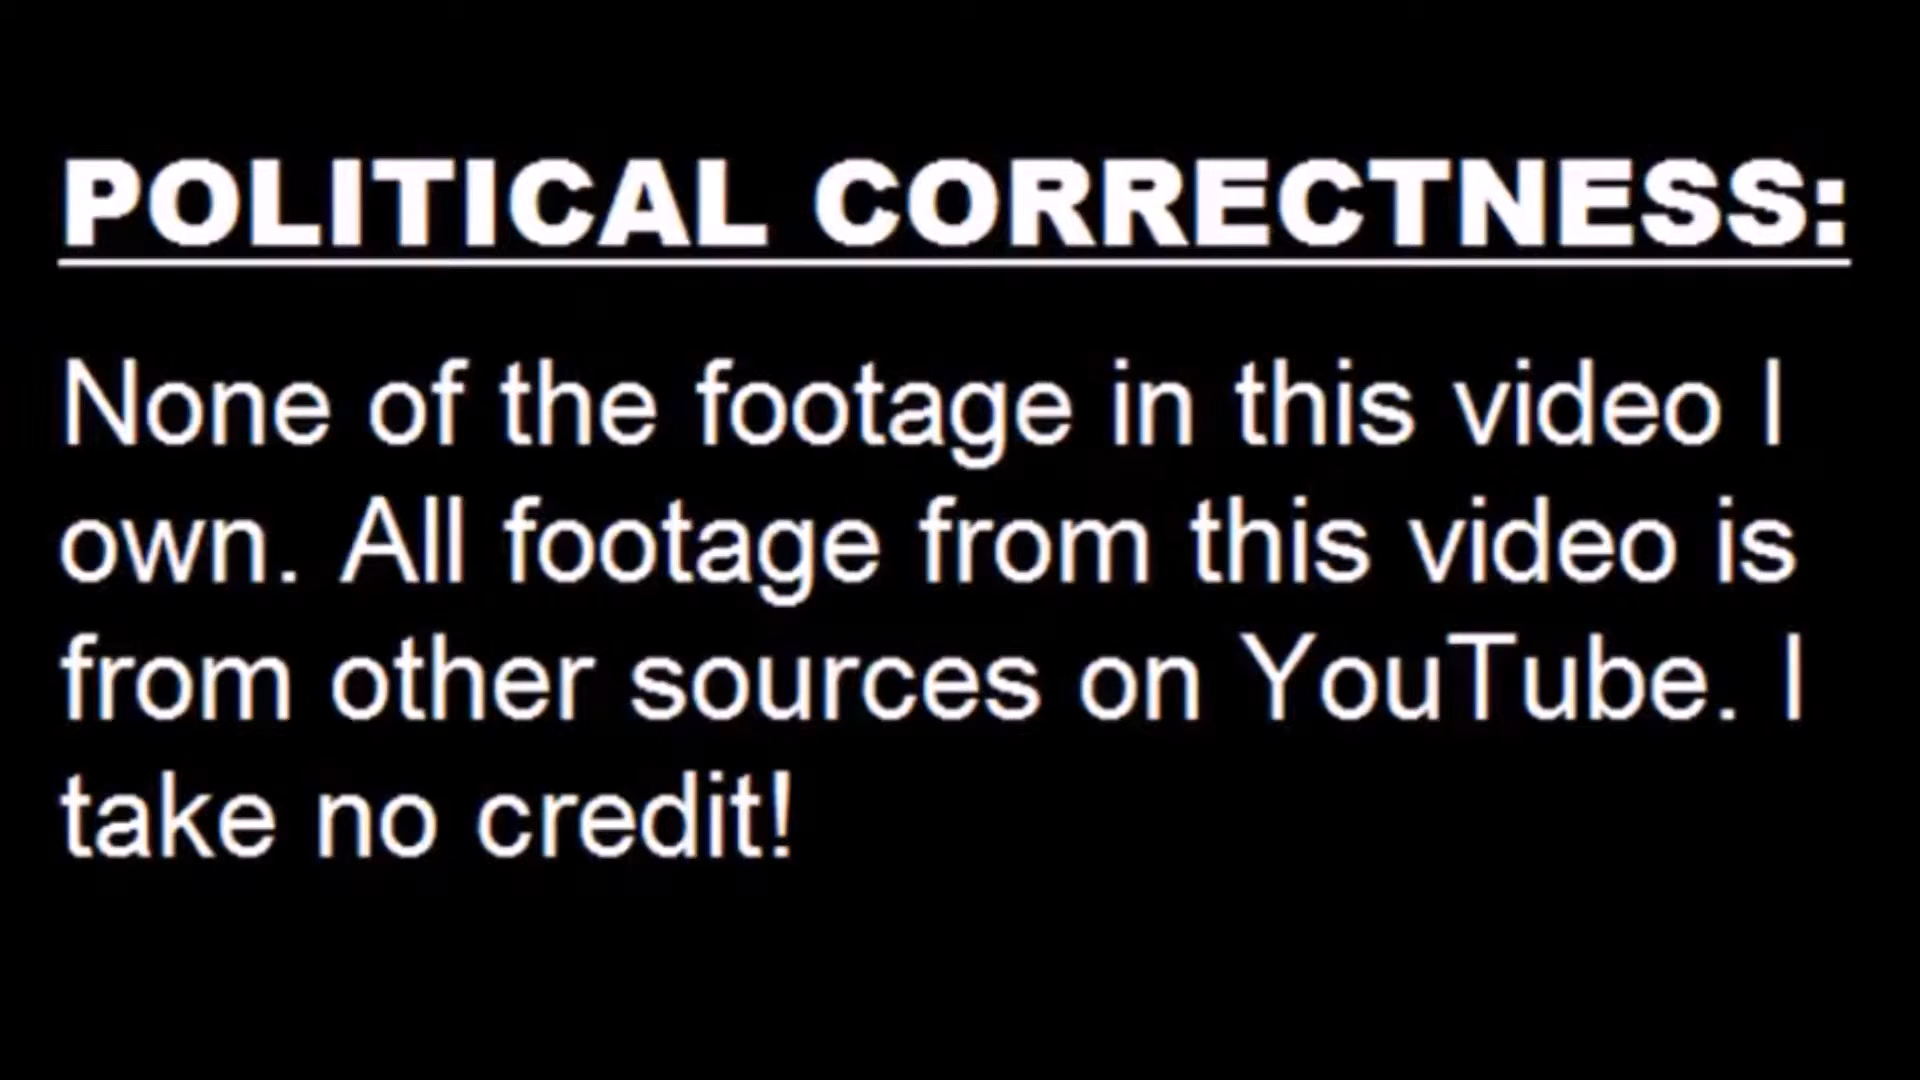 POLITICAL CORRECTNESS:
None of the footage in this video I
own. All footage from this video is
from other sources on YouTube. I
take no credit!